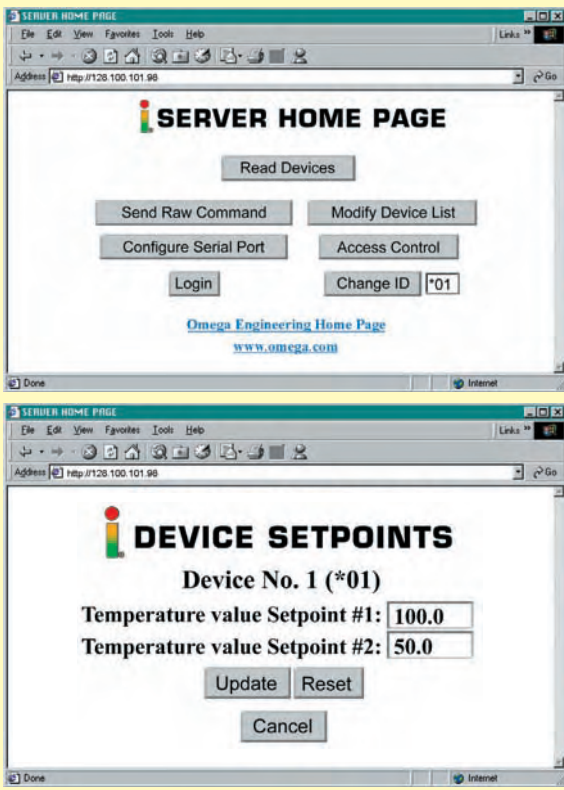 SERVER HOME PAGE
File Edit View Favorites Tools Help
Links »
Address http://128.100.101.98
Go
i SERVER HOME PAGE
Read Devices
Send Raw Command Modify Device List
Configure Serial Port Access Control
Login Change ID *01
Omega Engineering Home Page
www.omega.com
Done Internet
SERVER HOME PAGE
File Edit View Favorites Tools Help
Links »
Address http://128.100.101.98
Go
i DEVICE SETPOINTS
Device No. 1 (*01)
Temperature value Setpoint #1: 100.0
Temperature value Setpoint #2: 50.0
Update Reset
Cancel
Done Internet